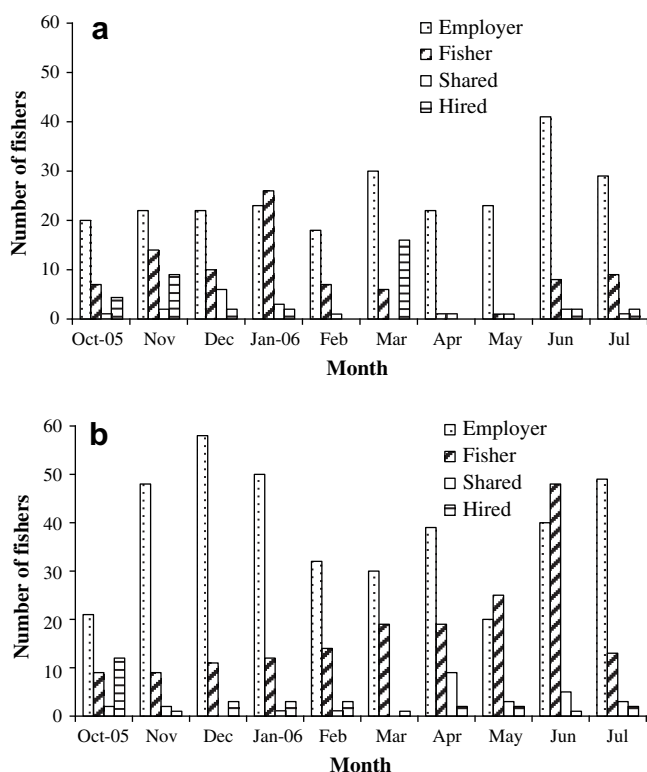 a
Employer
Fisher
Shared
Hired
Number of fishers
60
50
40
30
20
10
0
Oct-05 Nov Dec Jan-06 Feb Mar Apr May Jun Jul
Month
b
Employer
Fisher
Shared
Hired
Number of fishers
60
50
40
30
20
10
0
Oct-05 Nov Dec Jan-06 Feb Mar Apr May Jun Jul
Month